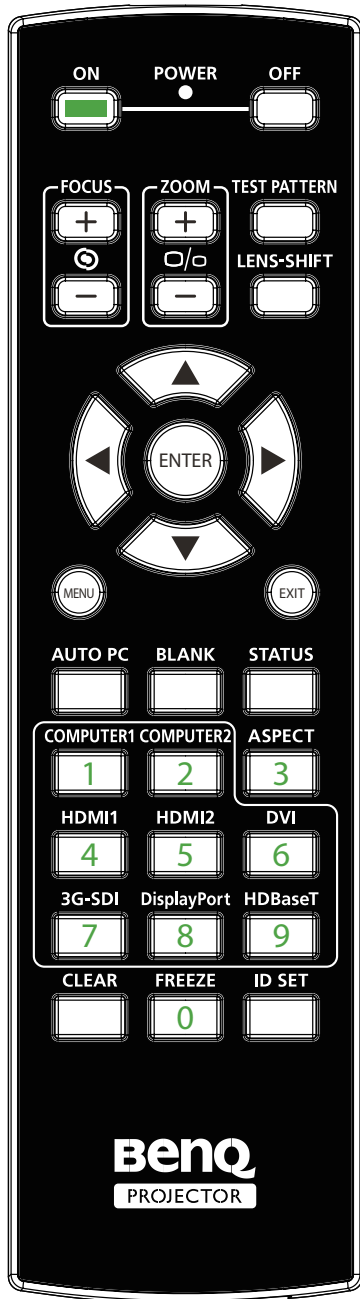 ON POWER OFF
FOCUS ZOOM TEST PATTERN
+ +
LENS-SHIFT
− −
ENTER
MENU EXIT
AUTO PC BLANK STATUS
COMPUTER1 COMPUTER2 ASPECT
1 2 3
HDMI1 HDMI2 DVI
4 5 6
3G-SDI DisplayPort HDBaseT
7 8 9
CLEAR FREEZE ID SET
0
BenQ
PROJECTOR